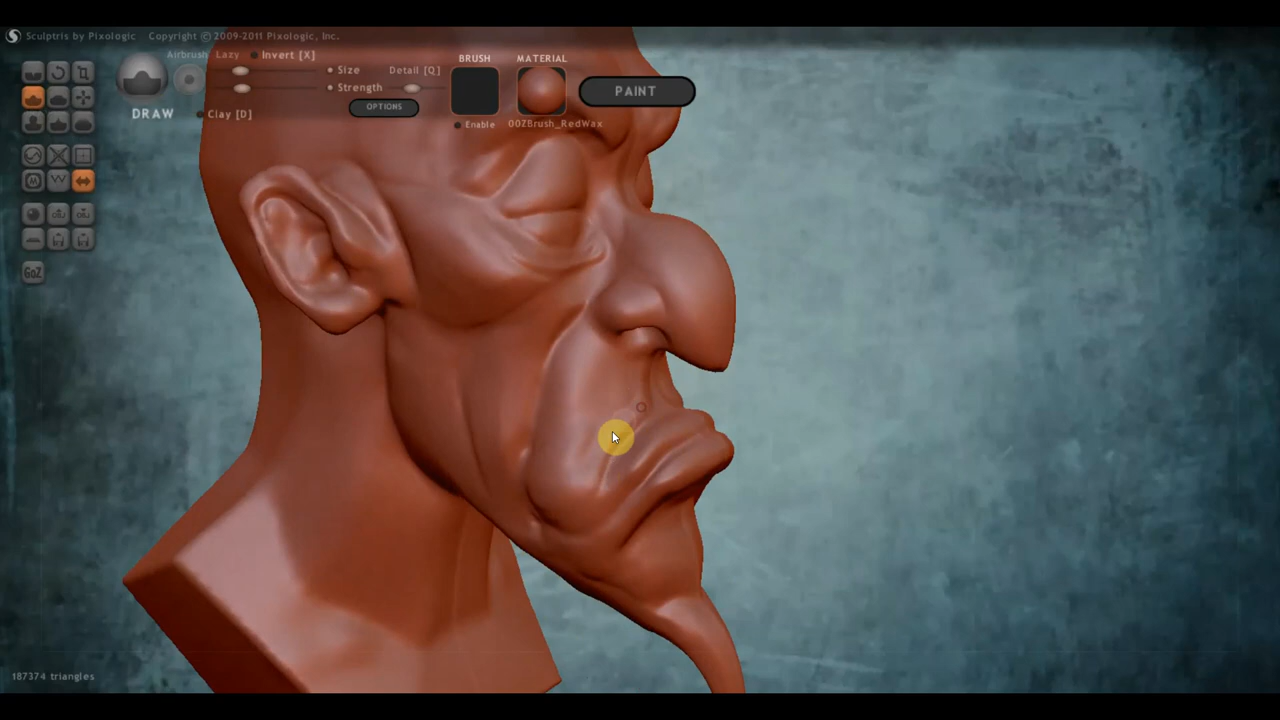 Sculptris by Pixologic Copyright © 2009-2011 Pixologic, Inc.
Airbrush Lazy Invert [X]
Size Detail [Q]
Strength
OPTIONS
DRAW
Clay [D]
BRUSH
Enable
MATERIAL
00ZBrush_RedWax
PAINT
GoZ
187374 triangles